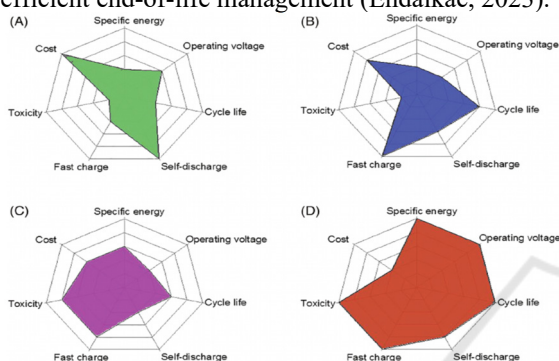 efficient end-of-life management (Endalkac, 2023).
(A)
Specific energy
Cost
Operating voltage
Toxicity
Cycle life
Fast charge
Self-discharge
(B)
Specific energy
Cost
Operating voltage
Toxicity
Cycle life
Fast charge
Self-discharge
(C)
Specific energy
Cost
Operating voltage
Toxicity
Cycle life
Fast charge
Self-discharge
(D)
Specific energy
Cost
Operating voltage
Toxicity
Cycle life
Fast charge
Self-discharge